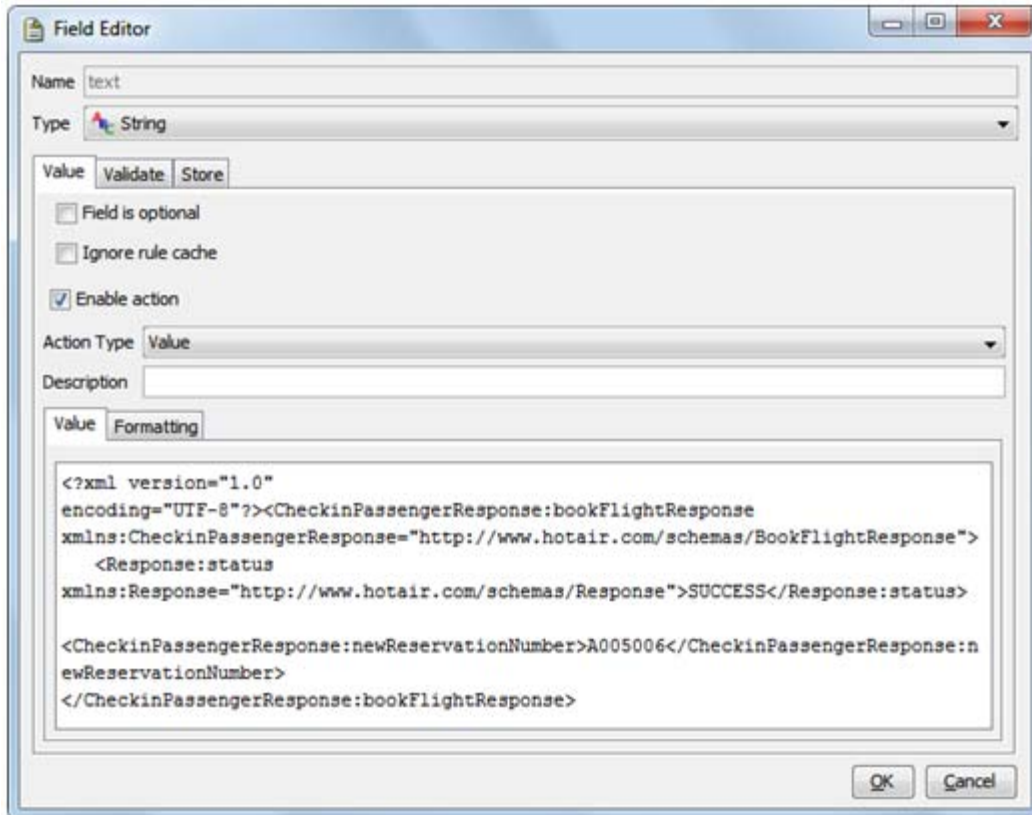 Field Editor
Name text
Type String
Value Validate Store
Field is optional
Ignore rule cache
Enable action
Action Type Value
Description
Value Formatting
<?xml version="1.0"
encoding="UTF-8"?><CheckinPassengerResponse:bookFlightResponse
xmlns:CheckinPassengerResponse="http://www.hotair.com/schemas/BookFlightResponse">
<Response:status
xmlns:Response="http://www.hotair.com/schemas/Response">SUCCESS</Response:status>
<CheckinPassengerResponse:newReservationNumber>A005006</CheckinPassengerResponse:n
ewReservationNumber>
</CheckinPassengerResponse:bookFlightResponse>
OK Cancel